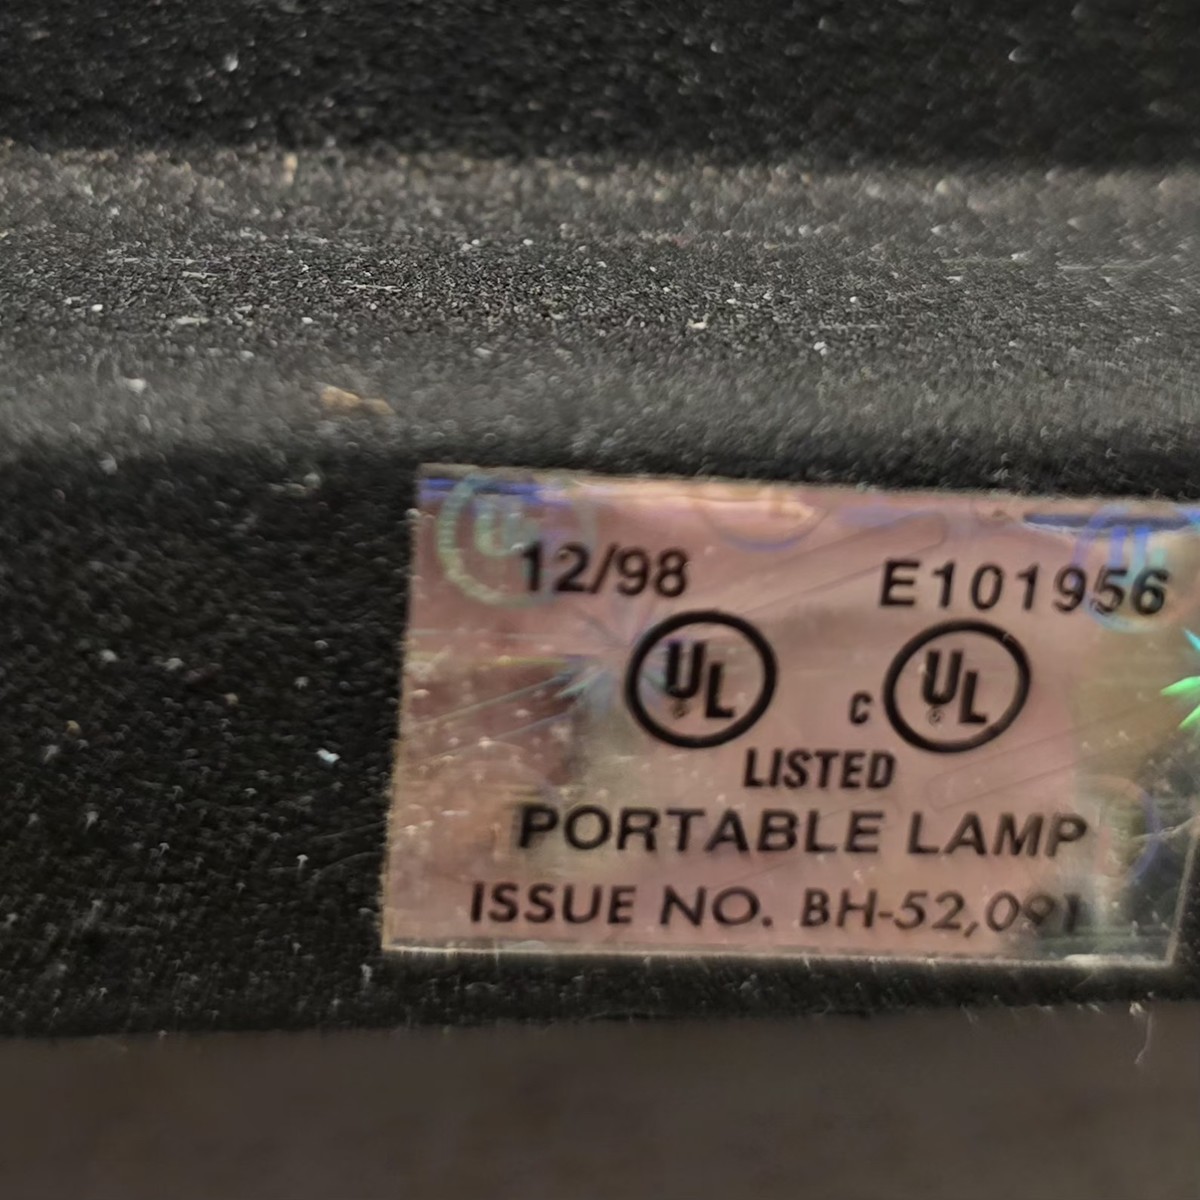 12/98 E101956
UL C UL
LISTED
PORTABLE LAMP
ISSUE NO. BH-52,091